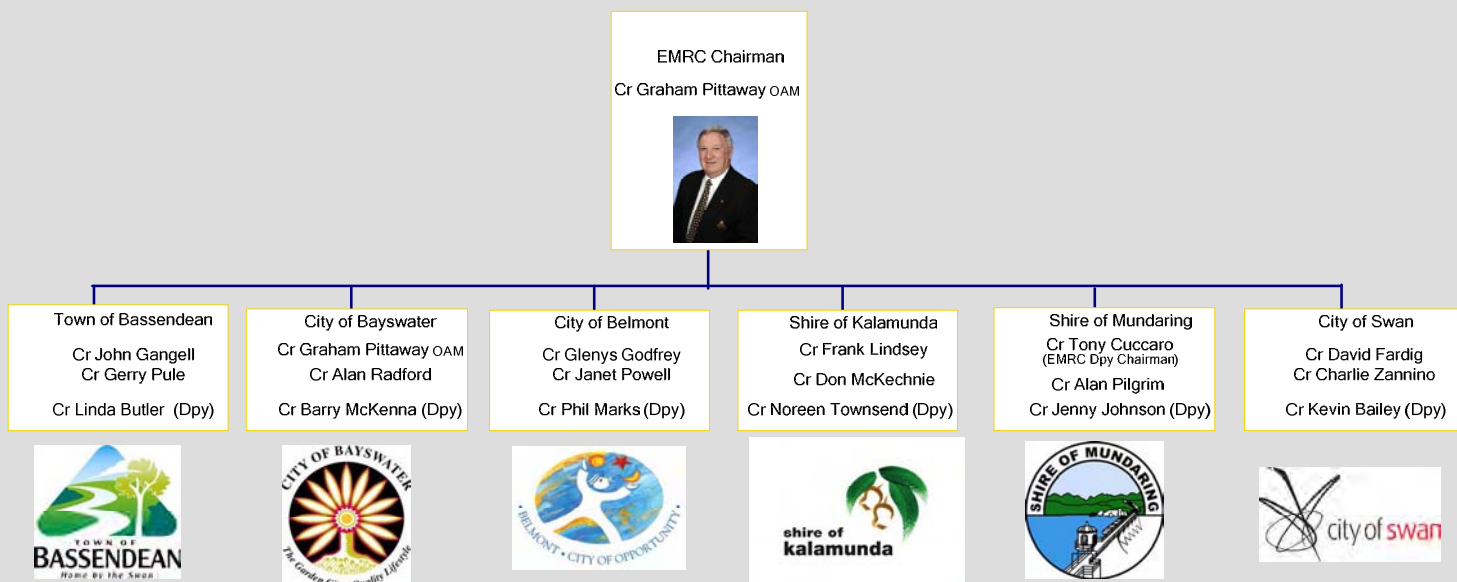 EMRC Chairman
Cr Graham Pittaway OAM
Town of Bassendean
Cr John Gangell
Cr Gerry Pule
Cr Linda Butler (Dpy)
City of Bayswater
Cr Graham Pittaway OAM
Cr Alan Radford
Cr Barry McKenna (Dpy)
City of Belmont
Cr Glenys Godfrey
Cr Janet Powell
Cr Phil Marks (Dpy)
Shire of Kalamunda
Cr Frank Lindsey
Cr Don McKechnie
Cr Noreen Townsend (Dpy)
Shire of Mundaring
Cr Tony Cuccaro
(EMRC Dpy Chairman)
Cr Alan Pilgrim
Cr Jenny Johnson (Dpy)
City of Swan
Cr David Fardig
Cr Charlie Zannino
Cr Kevin Bailey (Dpy)
TOWN OF
BASSENDEAN
Home by the Swan
CITY OF BAYSWATER
The Garden City Quality Lifestyle
• BELMONT • CITY OF OPPORTUNITY •
shire of
kalamunda
SHIRE OF MUNDARING
city of swan